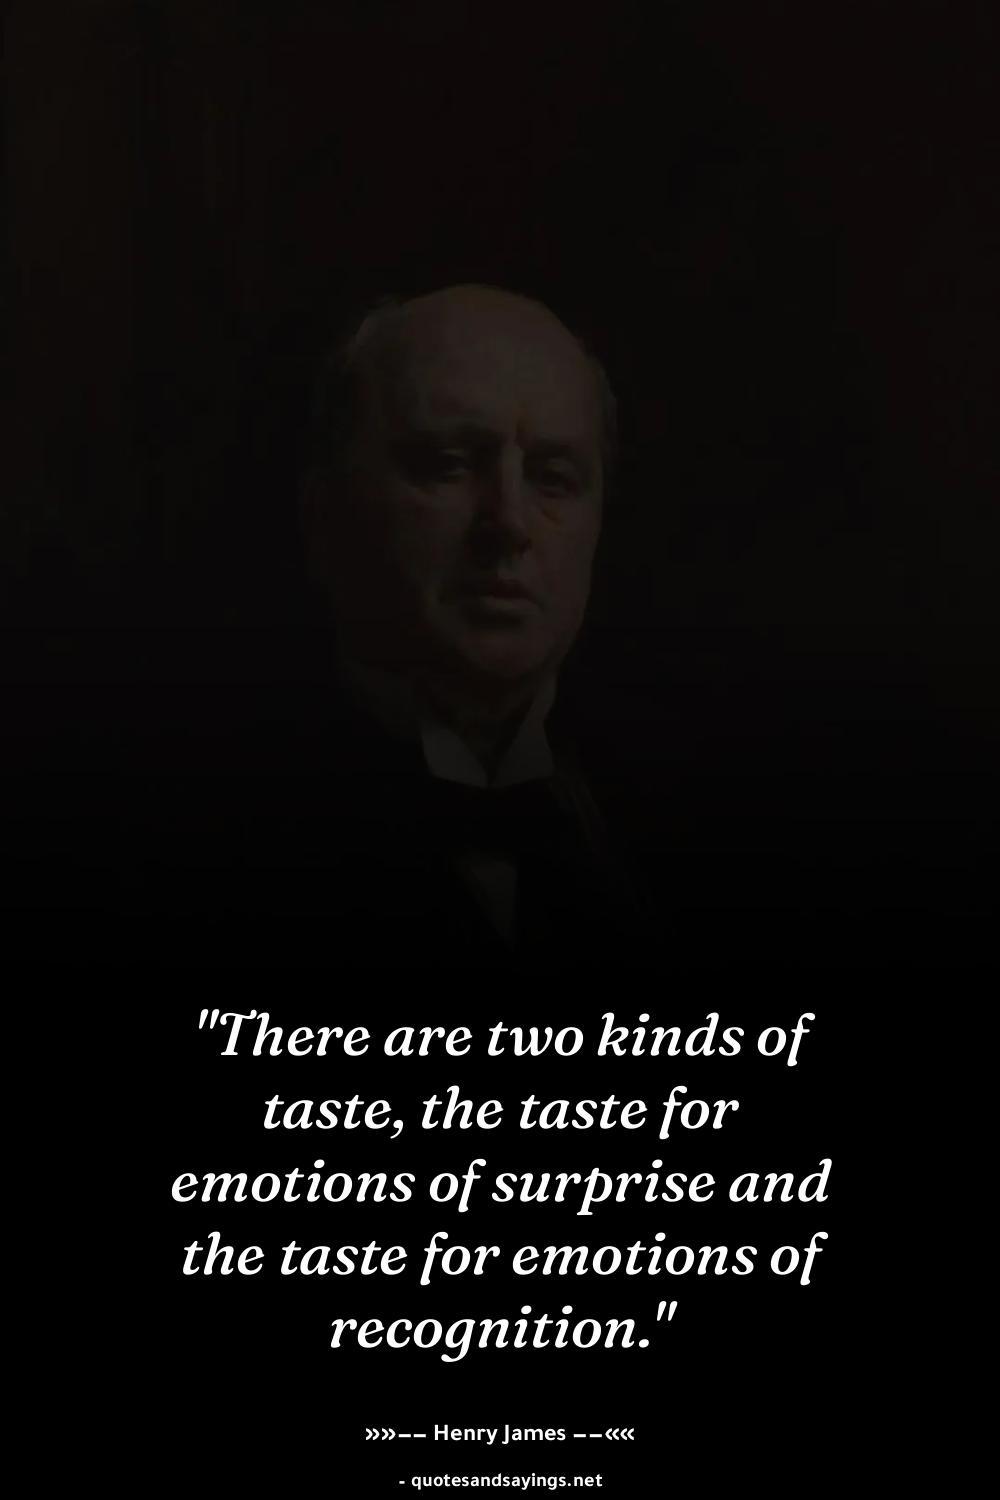 "There are two kinds of
taste, the taste for
emotions of surprise and
the taste for emotions of
recognition."
»»−− Henry James −−««
- quotesandsayings.net